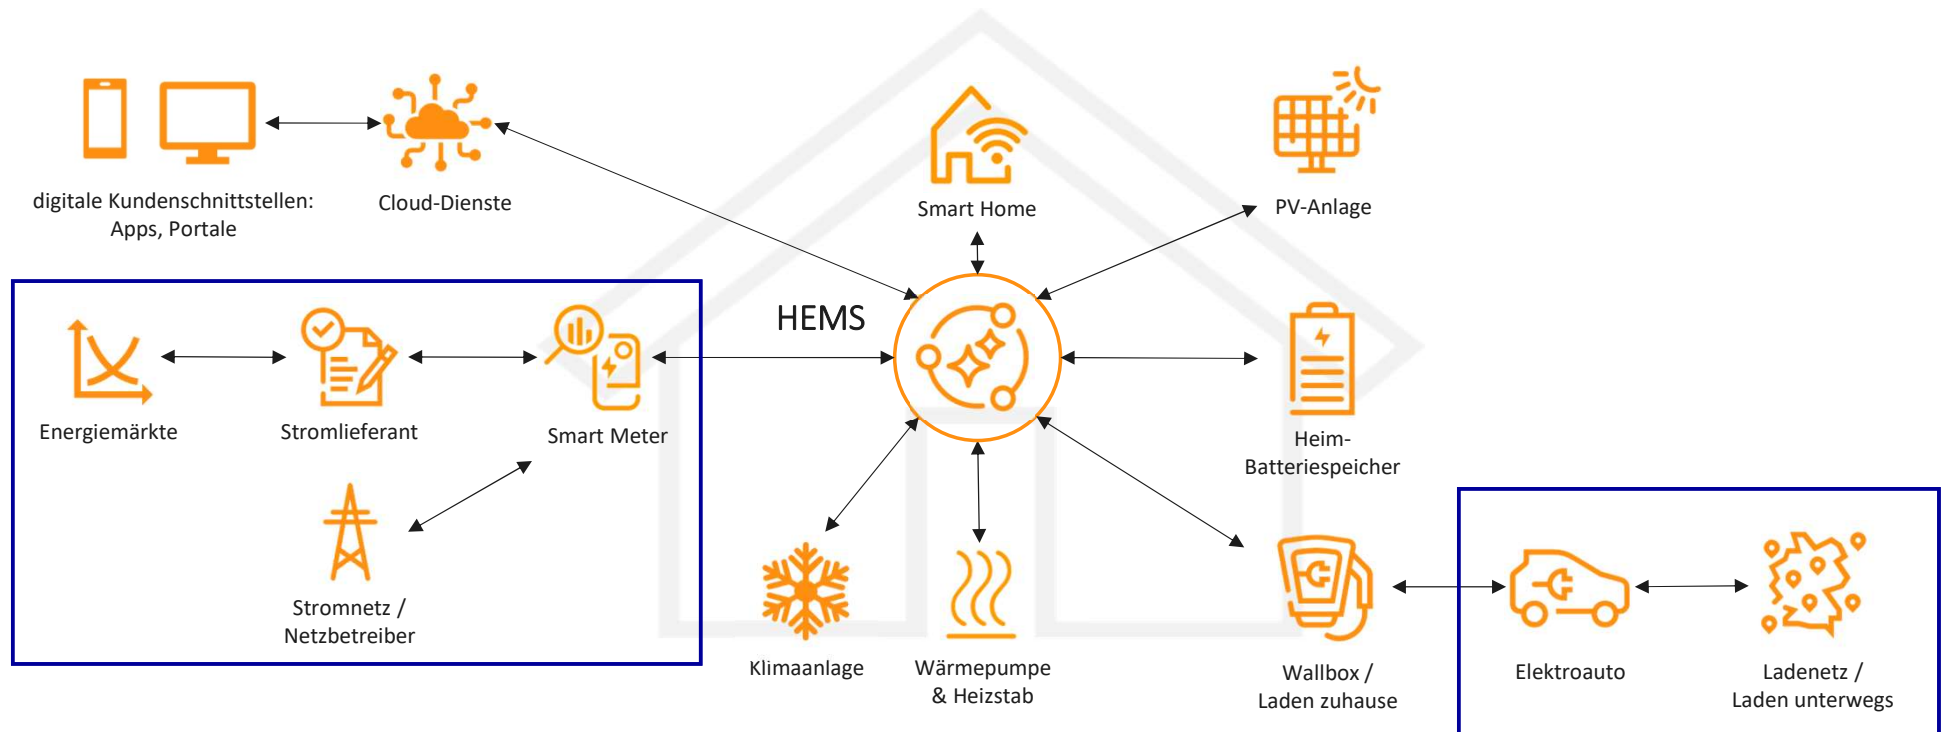 digitale Kundenschnittstellen:
Apps, Portale
Cloud-Dienste
Smart Home
PV-Anlage
HEMS
Energiemärkte
Stromlieferant
Smart Meter
Heim-
Batteriespeicher
Stromnetz /
Netzbetreiber
Klimaanlage
Wärmepumpe
& Heizstab
Wallbox /
Laden zuhause
Elektroauto
Ladenetz /
Laden unterwegs